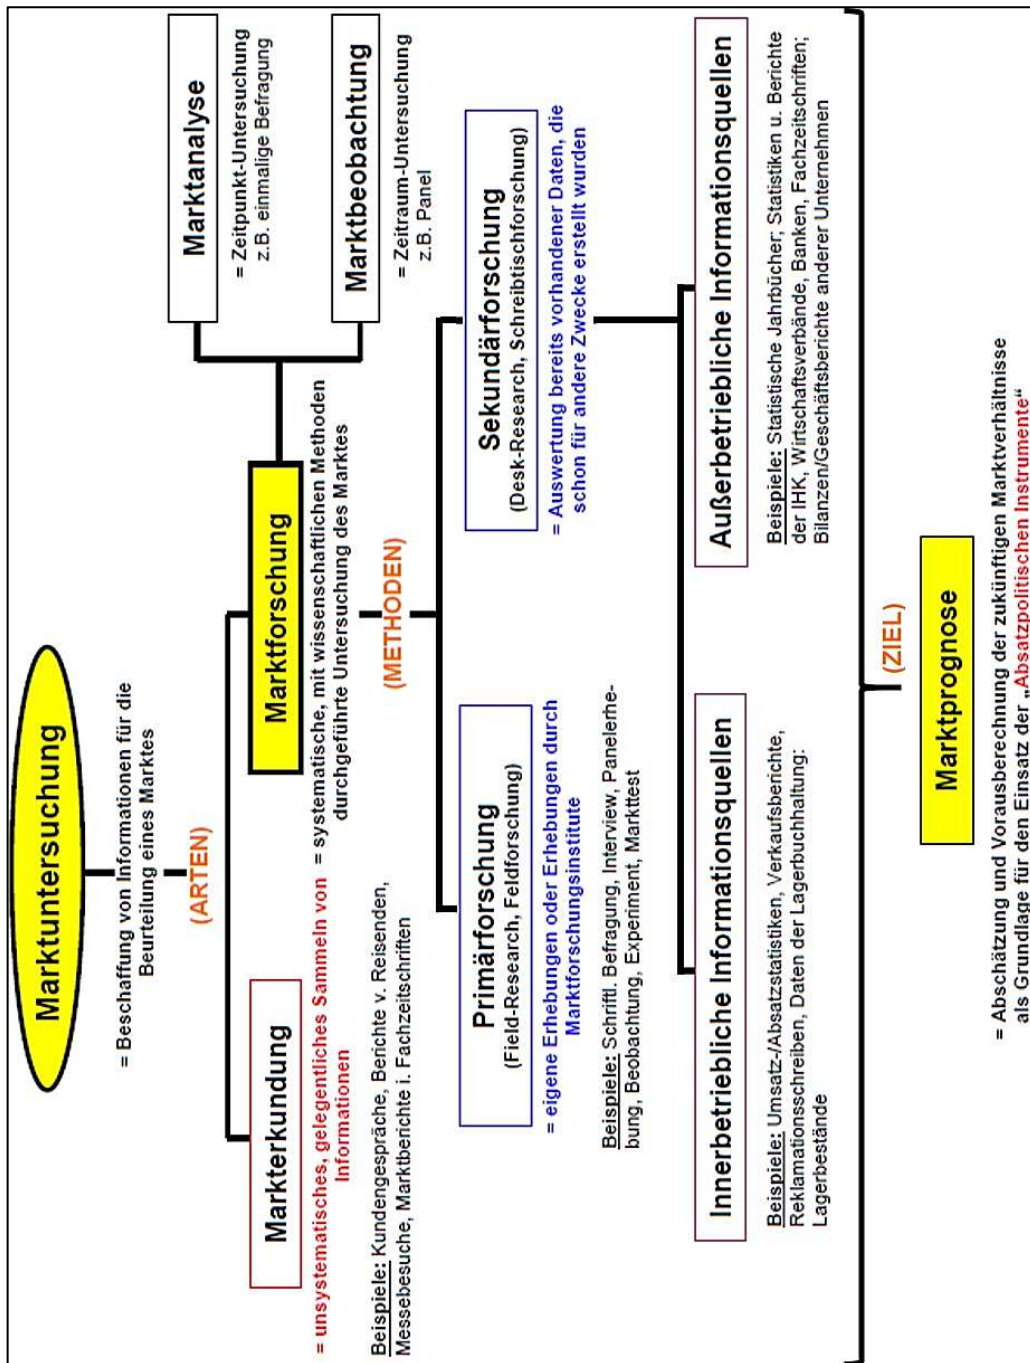 Marktuntersuchung
= Beschaffung von Informationen für die
Beurteilung eines Marktes
(ARTEN)
Markterkundung
= unsystematisches, gelegentliches Sammeln von
Informationen
Beispiele: Kundengespräche, Berichte v. Reisenden,
Messebesuche, Marktberichte i. Fachzeitschriften
Marktforschung
= systematische, mit wissenschaftlichen Methoden
durchgeführte Untersuchung des Marktes
Marktanalyse
= Zeitpunkt-Untersuchung
z.B. einmalige Befragung
Marktbeobachtung
= Zeitraum-Untersuchung
z.B. Panel
(METHODEN)
Primärforschung
(Field-Research, Feldforschung)
= eigene Erhebungen oder Erhebungen durch
Marktforschungsinstitute
Beispiele: Schriftl. Befragung, Interview, Panelerhe-
bung, Beobachtung, Experiment, Markttest
Sekundärforschung
(Desk-Research, Schreibtischforschung)
= Auswertung bereits vorhandener Daten, die
schon für andere Zwecke erstellt wurden
Innerbetriebliche Informationsquellen
Beispiele: Umsatz-/Absatzstatistiken, Verkaufsberichte,
Reklamationsschreiben, Daten der Lagerbuchhaltung:
Lagerbestände
Außerbetriebliche Informationsquellen
Beispiele: Statistische Jahrbücher; Statistiken u. Berichte
der IHK, Wirtschaftsverbände, Banken, Fachzeitschriften;
Bilanzen/Geschäftsberichte anderer Unternehmen
(ZIEL)
Marktprognose
= Abschätzung und Vorausberechnung der zukünftigen Marktverhältnisse
als Grundlage für den Einsatz der „Absatzpolitischen Instrumente“